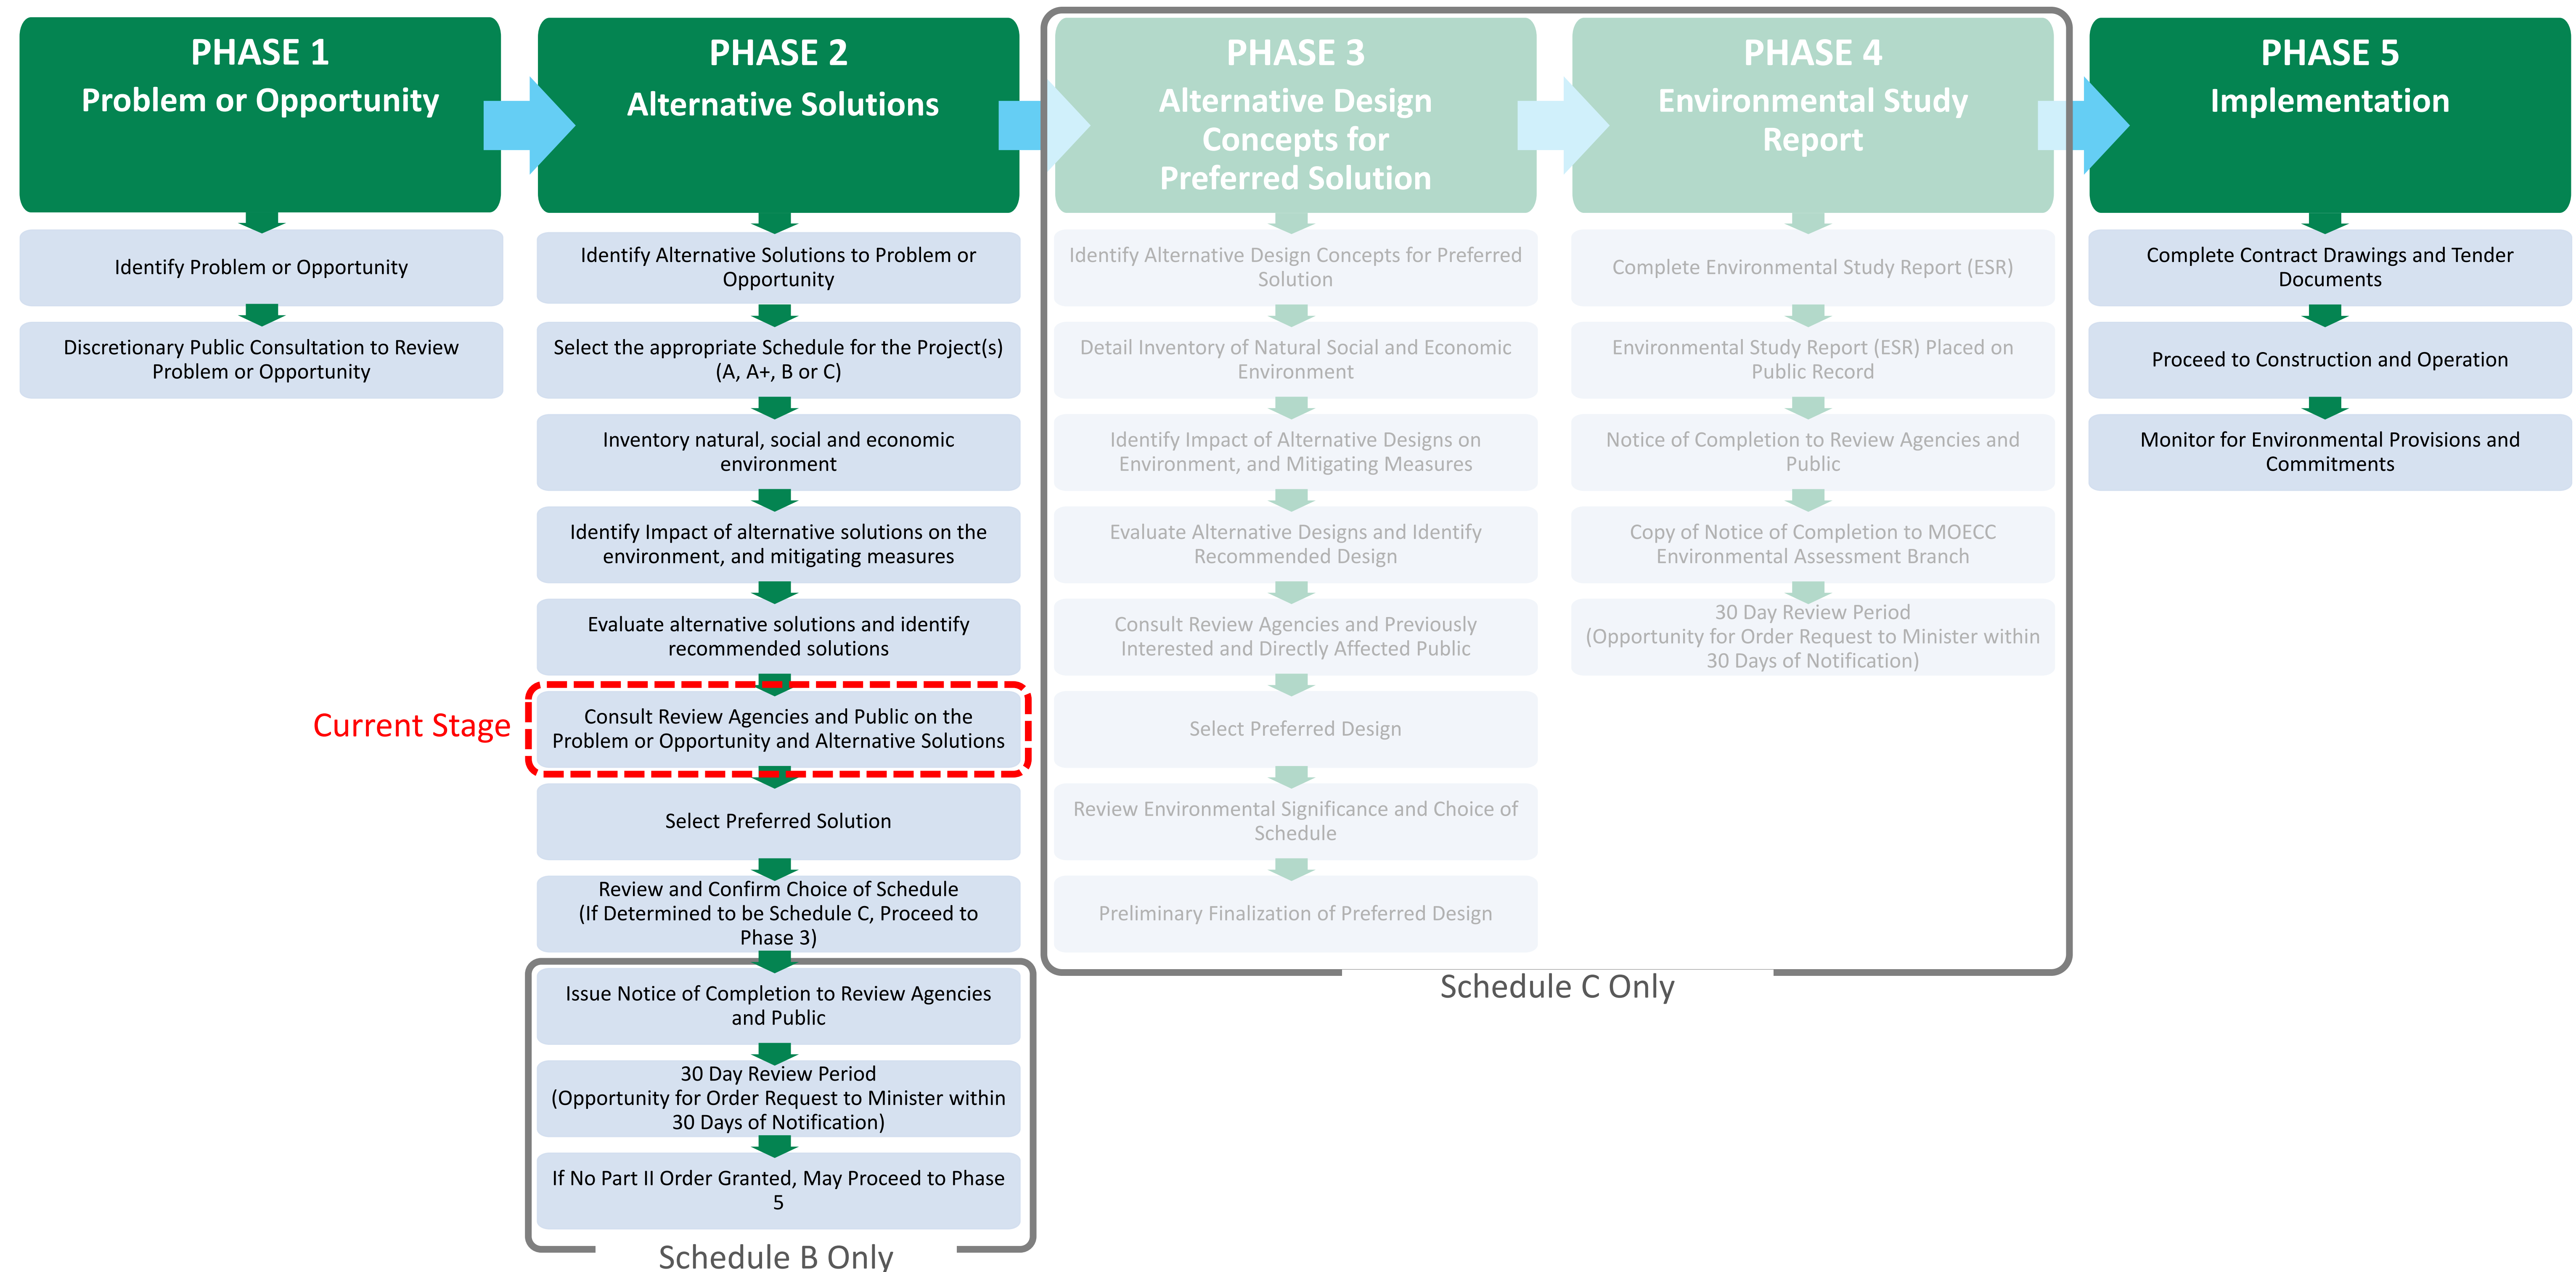 PHASE 1
Problem or Opportunity
Identify Problem or Opportunity
Discretionary Public Consultation to Review
Problem or Opportunity
PHASE 2
Alternative Solutions
Identify Alternative Solutions to Problem or
Opportunity
Select the appropriate Schedule for the Project(s)
(A, A+, B or C)
Inventory natural, social and economic
environment
Identify Impact of alternative solutions on the
environment, and mitigating measures
Evaluate alternative solutions and identify
recommended solutions
Current Stage
Consult Review Agencies and Public on the
Problem or Opportunity and Alternative Solutions
Select Preferred Solution
Review and Confirm Choice of Schedule
(If Determined to be Schedule C, Proceed to
Phase 3)
Issue Notice of Completion to Review Agencies
and Public
30 Day Review Period
(Opportunity for Order Request to Minister within
30 Days of Notification)
If No Part II Order Granted, May Proceed to Phase
5
Schedule B Only
PHASE 3
Alternative Design
Concepts for
Preferred Solution
Identify Alternative Design Concepts for Preferred
Solution
Detail Inventory of Natural Social and Economic
Environment
Identify Impact of Alternative Designs on
Environment, and Mitigating Measures
Evaluate Alternative Designs and Identify
Recommended Design
Consult Review Agencies and Previously
Interested and Directly Affected Public
Select Preferred Design
Review Environmental Significance and Choice of
Schedule
Preliminary Finalization of Preferred Design
PHASE 4
Environmental Study
Report
Complete Environmental Study Report (ESR)
Environmental Study Report (ESR) Placed on
Public Record
Notice of Completion to Review Agencies and
Public
Copy of Notice of Completion to MOECC
Environmental Assessment Branch
30 Day Review Period
(Opportunity for Order Request to Minister within
30 Days of Notification)
Schedule C Only
PHASE 5
Implementation
Complete Contract Drawings and Tender
Documents
Proceed to Construction and Operation
Monitor for Environmental Provisions and
Commitments